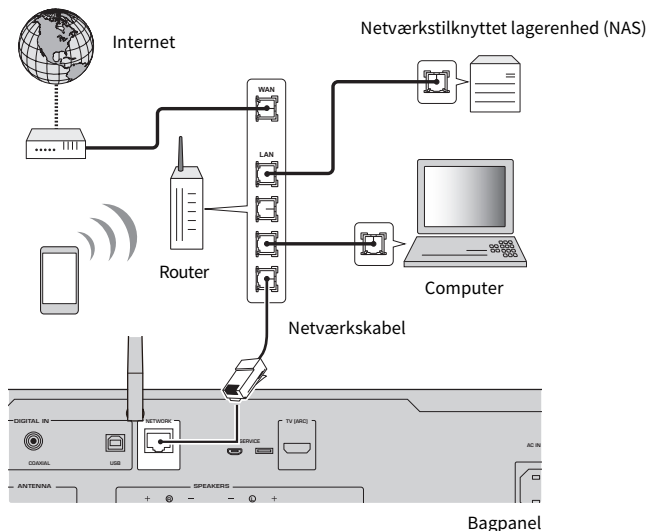 Internet
Netværkstilknyttet lagerenhed (NAS)
WAN
LAN
Router
Computer
Netværkskabel
DIGITAL IN
NETWORK
SERVICE
TV (ARC)
AC IN
COAXIAL
USB
ANTENNA
SPEAKERS
+ R − − L +
Bagpanel